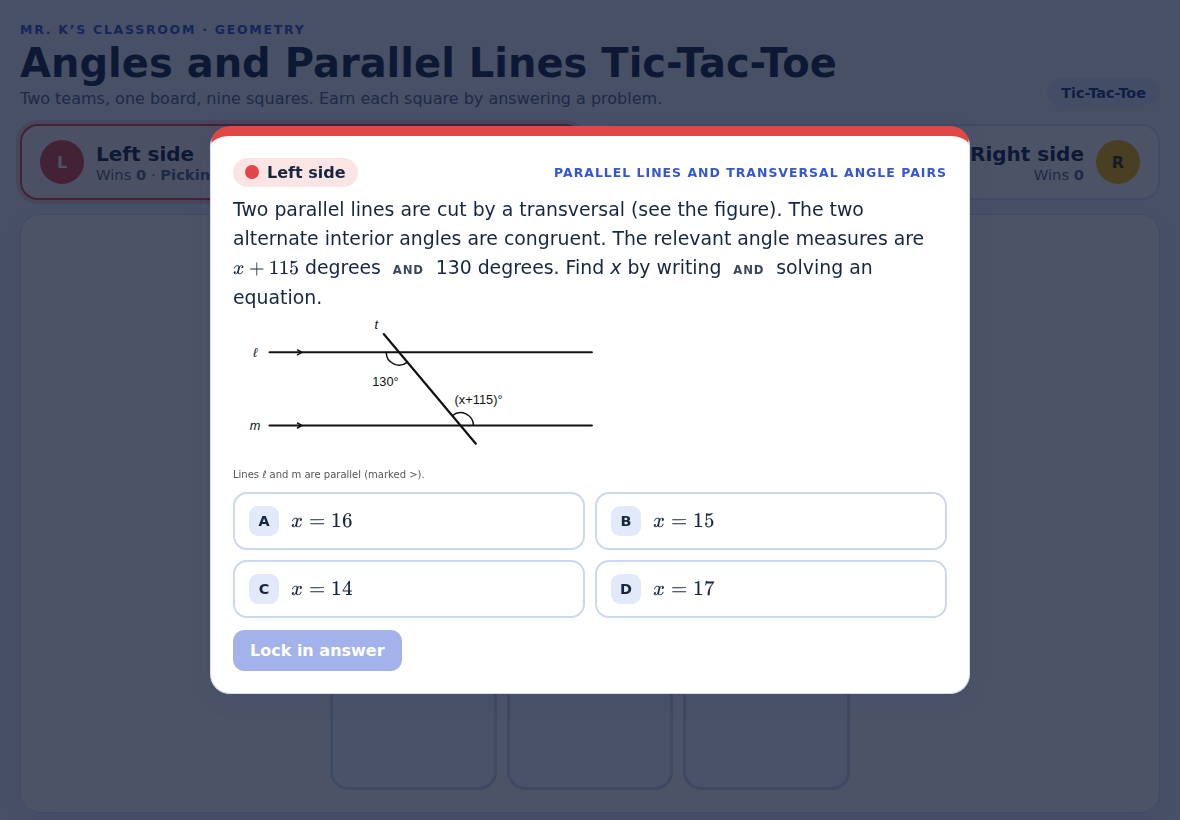 MR. K’S CLASSROOM · GEOMETRY
Angles and Parallel Lines Tic-Tac-Toe
Two teams, one board, nine squares. Earn each square by answering a problem.
Tic-Tac-Toe
L
Left side
Wins 0 · Pickin
Right side
Wins 0
R
Left side
PARALLEL LINES AND TRANSVERSAL ANGLE PAIRS
Two parallel lines are cut by a transversal (see the figure). The two
alternate interior angles are congruent. The relevant angle measures are
x + 115 degrees AND 130 degrees. Find x by writing AND solving an
equation.
t
ℓ
130°
(x+115)°
m
Lines ℓ and m are parallel (marked >).
A x = 16
B x = 15
C x = 14
D x = 17
Lock in answer